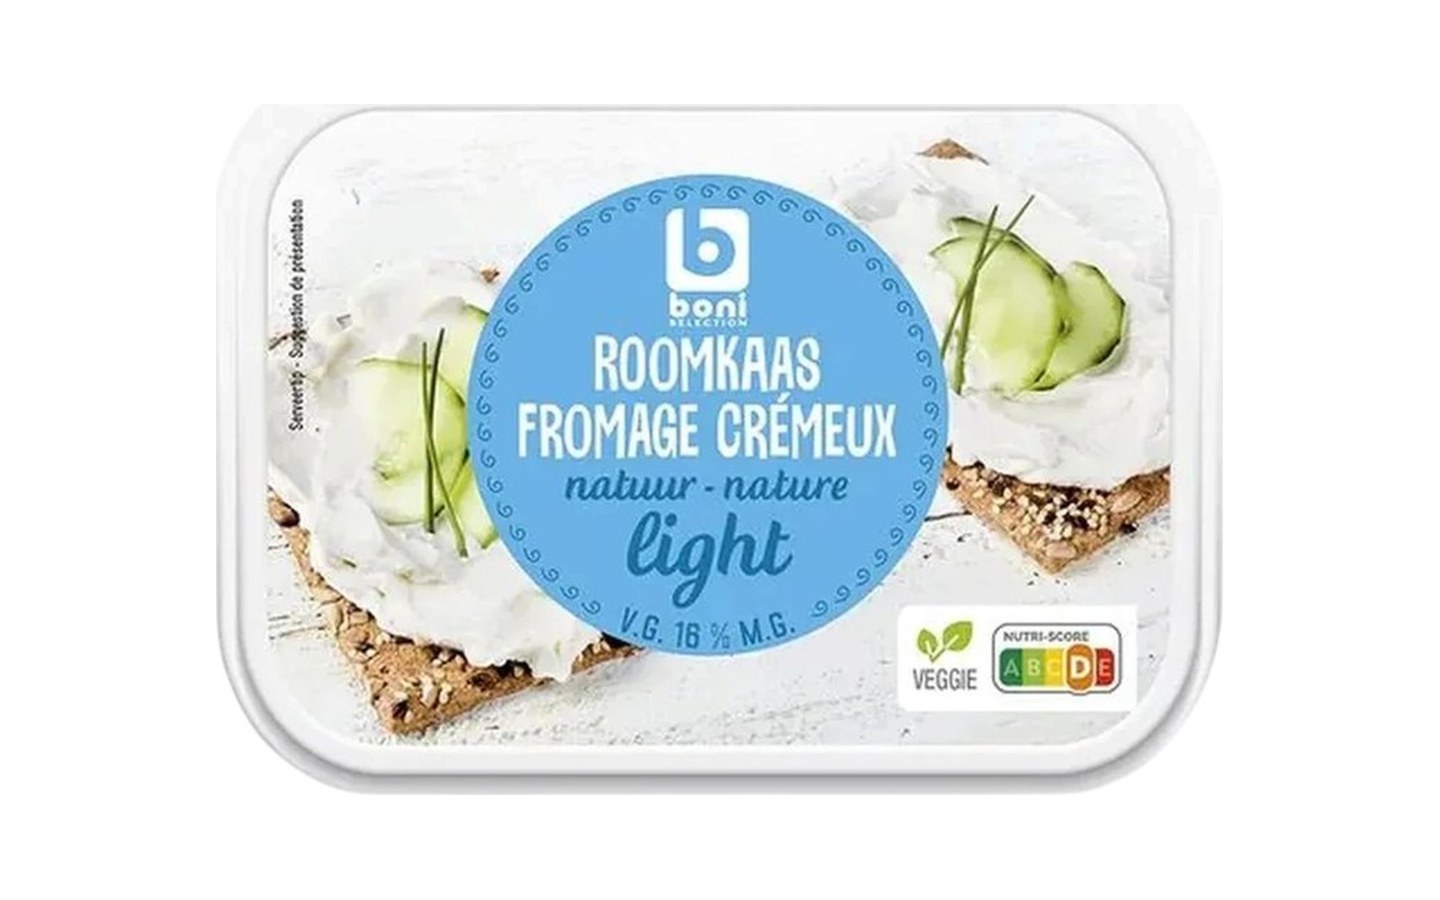 boni
SELECTION
ROOMKAAS
FROMAGE CRÉMEUX
natuur - nature
light
V.G. 16 % M.G.
Serveertip - Suggestion de présentation
VEGGIE
NUTRI-SCORE
A B C D E